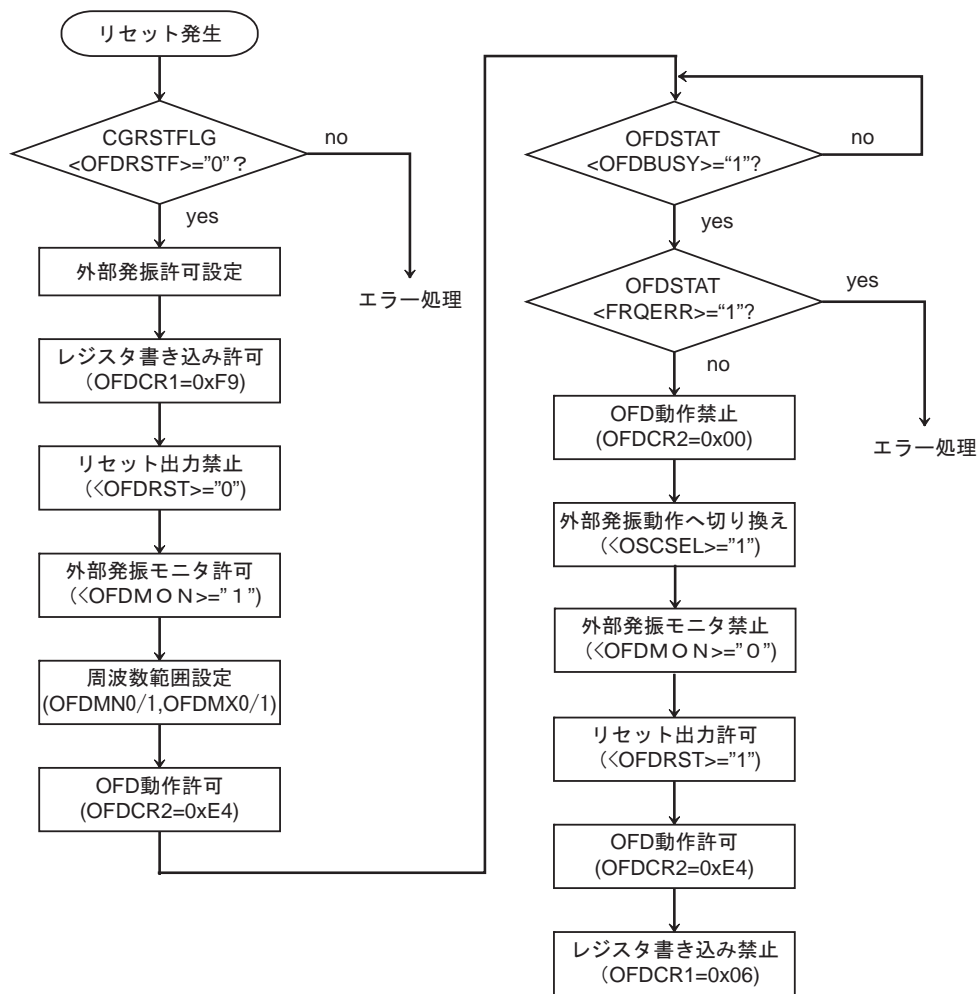 リセット発生
CGRSTFLG
<OFDRSTF>="0"?
no
yes
エラー処理
外部発振許可設定
レジスタ書き込み許可
(OFDCR1=0xF9)
リセット出力禁止
(<OFDRST>="0")
外部発振モニタ許可
(<OFDMON>="1")
周波数範囲設定
(OFDMN0/1,OFDMX0/1)
OFD動作許可
(OFDCR2=0xE4)
OFDSTAT
<OFDBUSY>="1"?
no
yes
OFDSTAT
<FRQERR>="1"?
yes
no
エラー処理
OFD動作禁止
(OFDCR2=0x00)
外部発振動作へ切り換え
(<OSCSEL>="1")
外部発振モニタ禁止
(<OFDMON>="0")
リセット出力許可
(<OFDRST>="1")
OFD動作許可
(OFDCR2=0xE4)
レジスタ書き込み禁止
(OFDCR1=0x06)